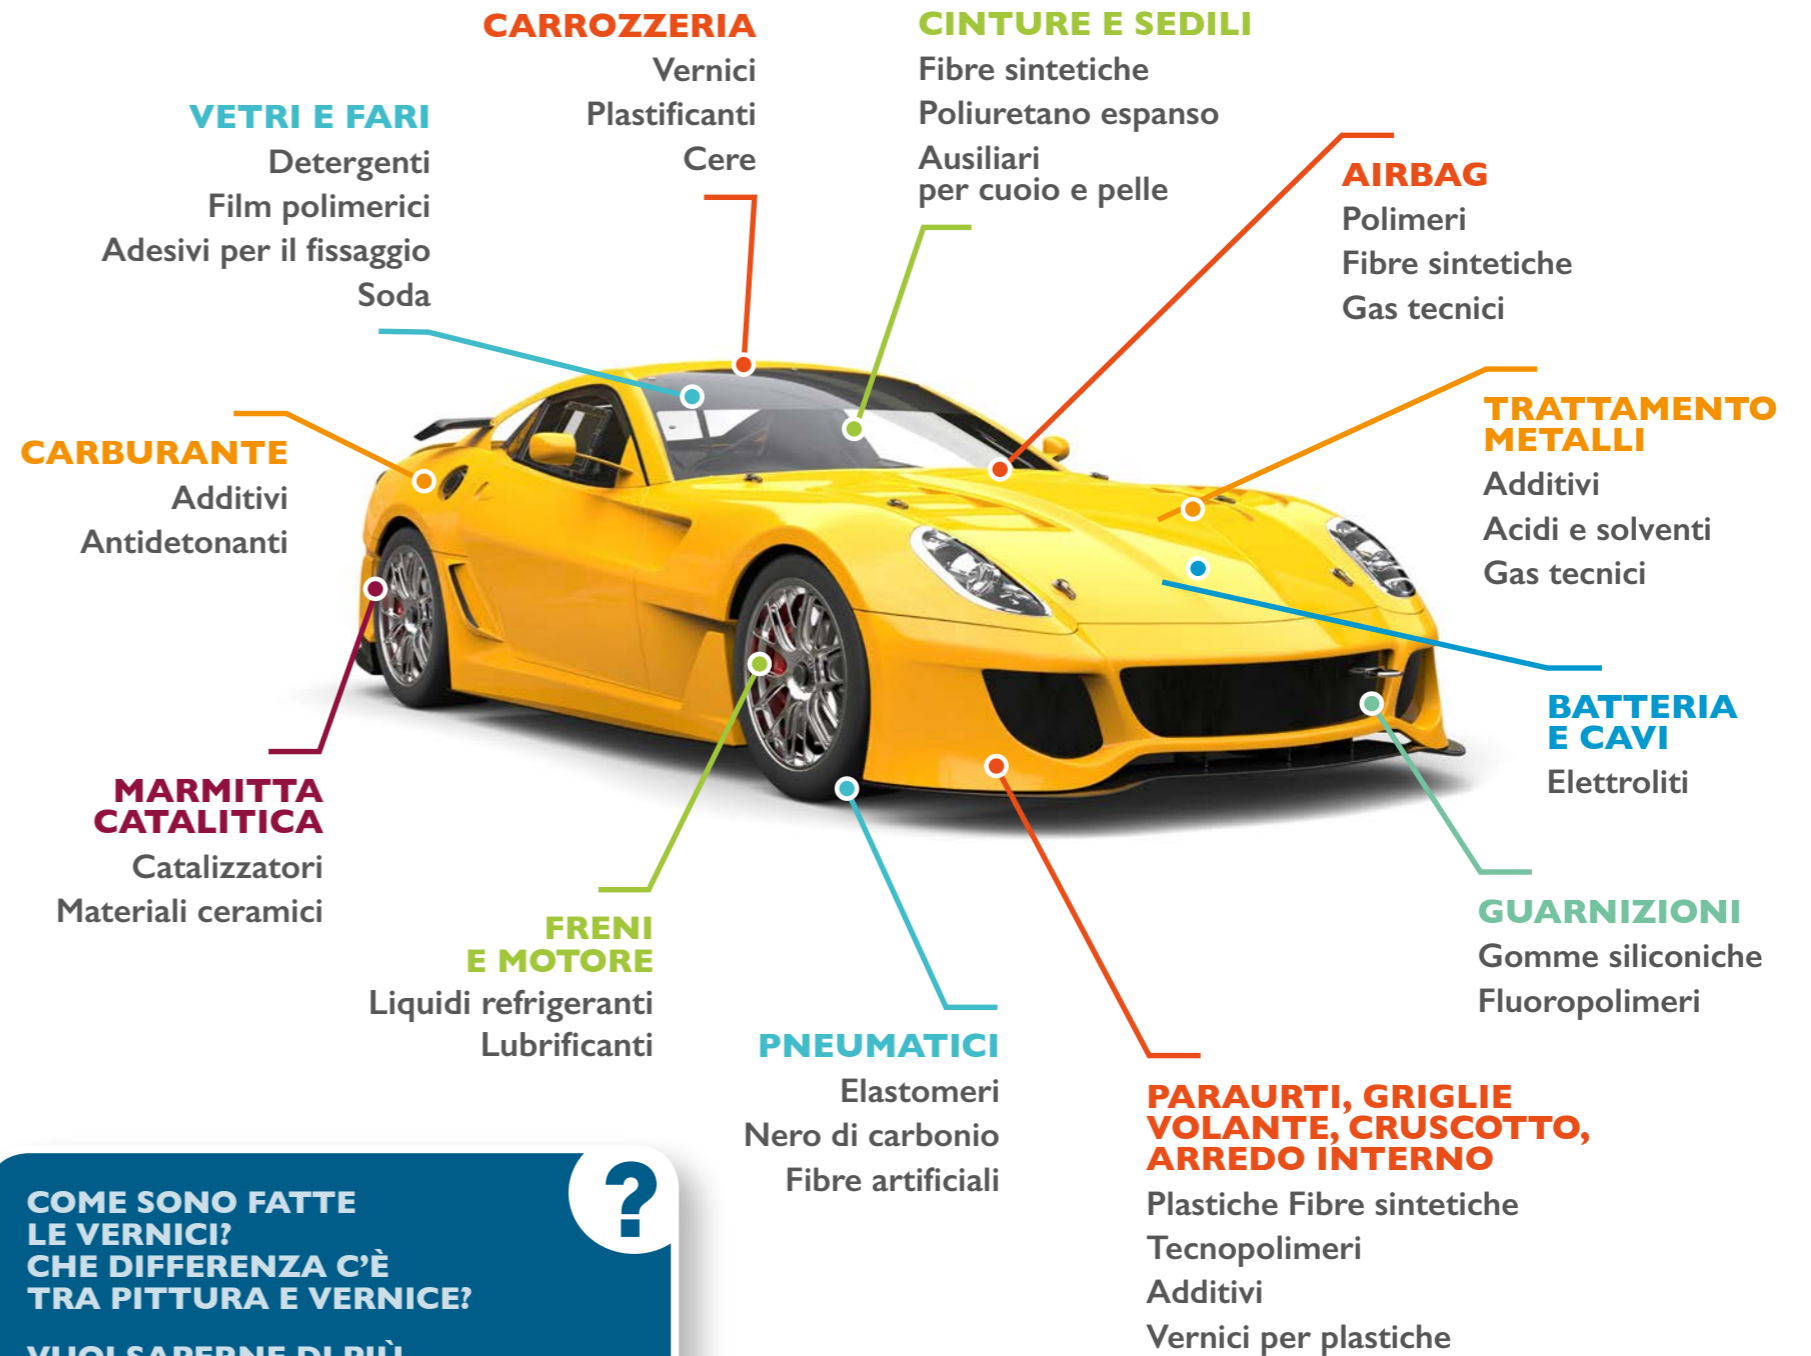 CARROZZERIA
Vernici
Plastificanti
Cere
CINTURE E SEDILI
Fibre sintetiche
Poliuretano espanso
Ausiliari
per cuoio e pelle
VETRI E FARI
Detergenti
Film polimerici
Adesivi per il fissaggio
Soda
AIRBAG
Polimeri
Fibre sintetiche
Gas tecnici
CARBURANTE
Additivi
Antidetonanti
TRATTAMENTO
METALLI
Additivi
Acidi e solventi
Gas tecnici
MARMITTA
CATALITICA
Catalizzatori
Materiali ceramici
BATTERIA
E CAVI
Elettroliti
FRENI
E MOTORE
Liquidi refrigeranti
Lubrificanti
GUARNIZIONI
Gomme siliconiche
Fluoropolimeri
PNEUMATICI
Elastomeri
Nero di carbonio
Fibre artificiali
PARAURTI, GRIGLIE
VOLANTE, CRUSCOTTO,
ARREDO INTERNO
Plastiche Fibre sintetiche
Tecnopolimeri
Additivi
Vernici per plastiche
?
COME SONO FATTE
LE VERNICI?
CHE DIFFERENZA C'È
TRA PITTURA E VERNICE?
VUOI SAPERNE DI PIÙ